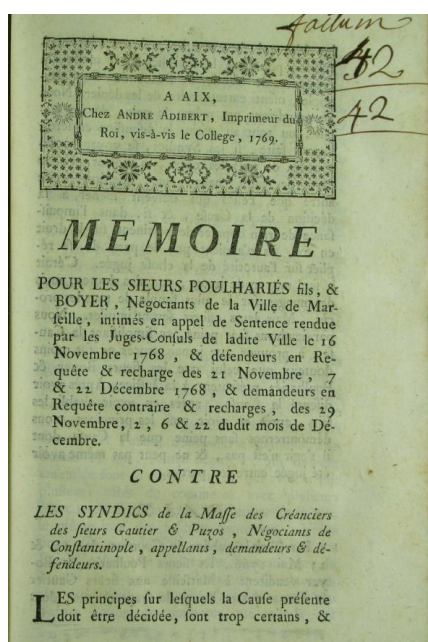 factum
42
42
A AIX,
Chez ANDRE ADIBERT, Imprimeur du
Roi, vis-à-vis le College, 1769.
MEMOIRE
POUR LES SIEURS POULHARIÉS fils, &
BOYER, Négociants de la Ville de Mar-
ſeille, intimés en appel de Sentence rendue
par les Juges-Conſuls de ladite Ville le 16
Novembre 1768, & défendeurs en Re-
quête & recharge des 21 Novembre, 7
& 22 Décembre 1768, & demandeurs en
Requête contraire & recharges, des 29
Novembre, 2, 6 & 22 dudit mois de Dé-
cembre.
CONTRE
LES SYNDICS de la Maſſe des Créanciers
des ſieurs Gautier & Puzos, Négociants de
Conſtantinople, appellants, demandeurs & dé-
fendeurs.
LES principes ſur leſquels la Cauſe préſente
doit être décidée, ſont trop certains, &